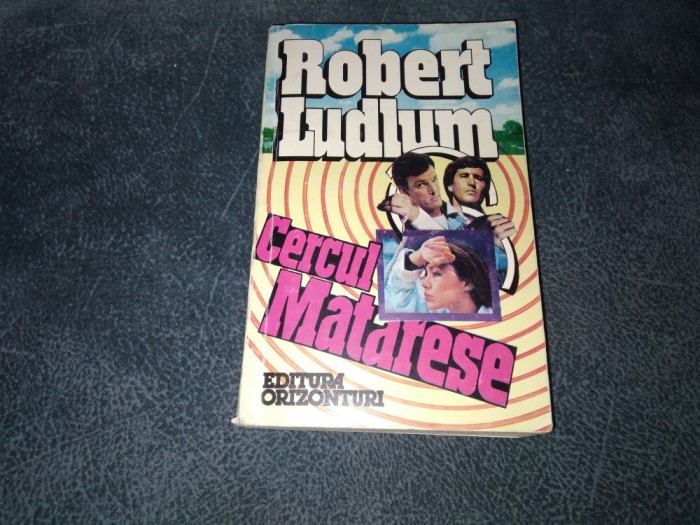 Robert
Ludlum
Cercul
Matarese
EDITURA
ORIZONTURI